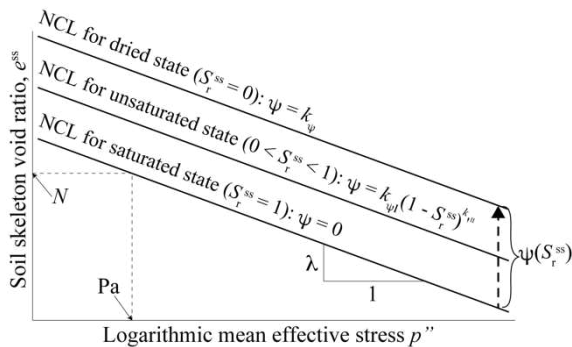 NCL for dried state (S_r^ss=0): ψ=k_ψ
NCL for unsaturated state (0<S_r^ss<1): ψ=k_ψ1(1-S_r^ss)^k_ψ2
NCL for saturated state (S_r^ss=1): ψ=0
Soil skeleton void ratio, e^ss
N
Pa
λ
1
ψ(S_r^ss)
Logarithmic mean effective stress p”